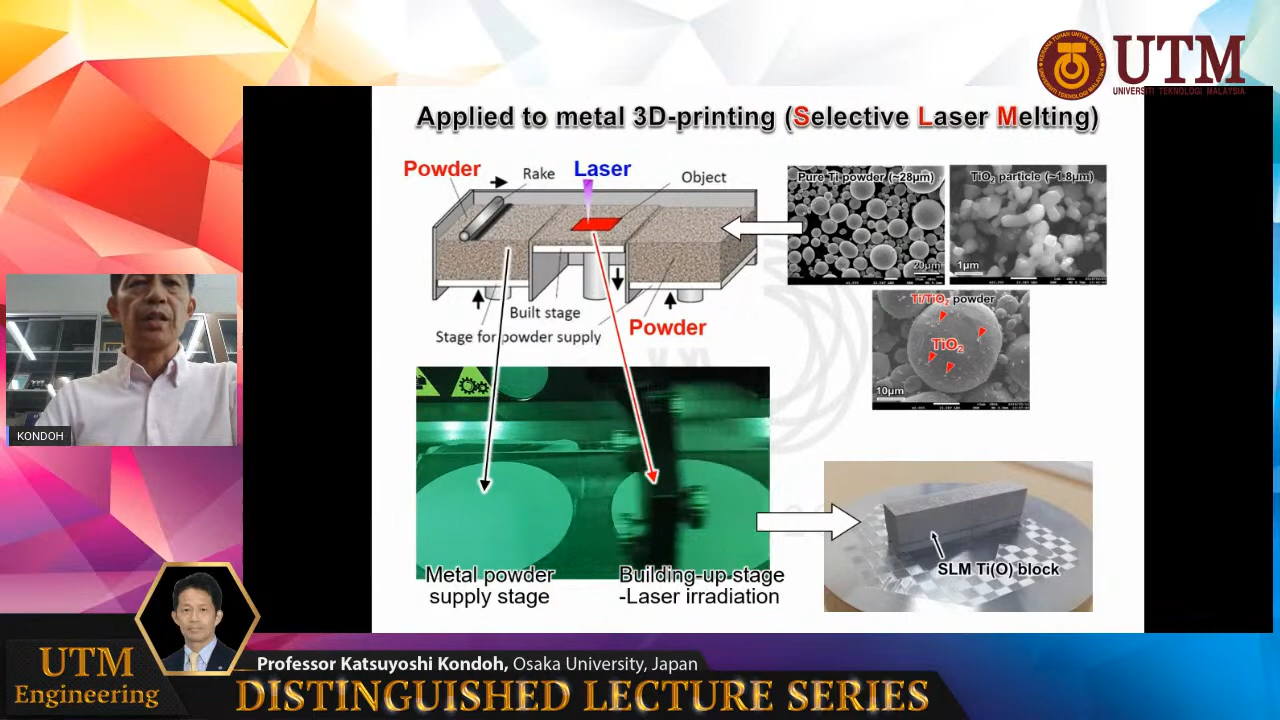 UTM
UNIVERSITI TEKNOLOGI MALAYSIA
Applied to metal 3D-printing (Selective Laser Melting)
Powder
Rake
Laser
Object
Built stage
Stage for powder supply
Powder
Pure Ti powder (~28μm)
20μm
TiO₂ particle (~1.8μm)
1μm
Ti/TiO₂ powder
TiO₂
10μm
Metal powder
supply stage
Building-up stage
-Laser irradiation
SLM Ti(O) block
KONDOH
UTM
Engineering
Professor Katsuyoshi Kondoh, Osaka University, Japan
DISTINGUISHED LECTURE SERIES